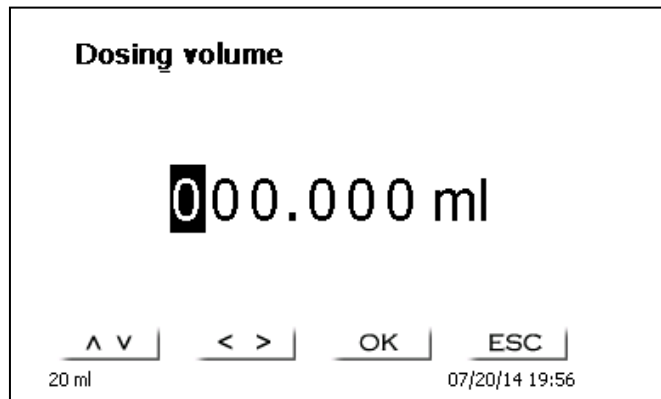 Dosing volume
000.000 ml
∧ ∨ < > OK ESC
20 ml 07/20/14 19:56